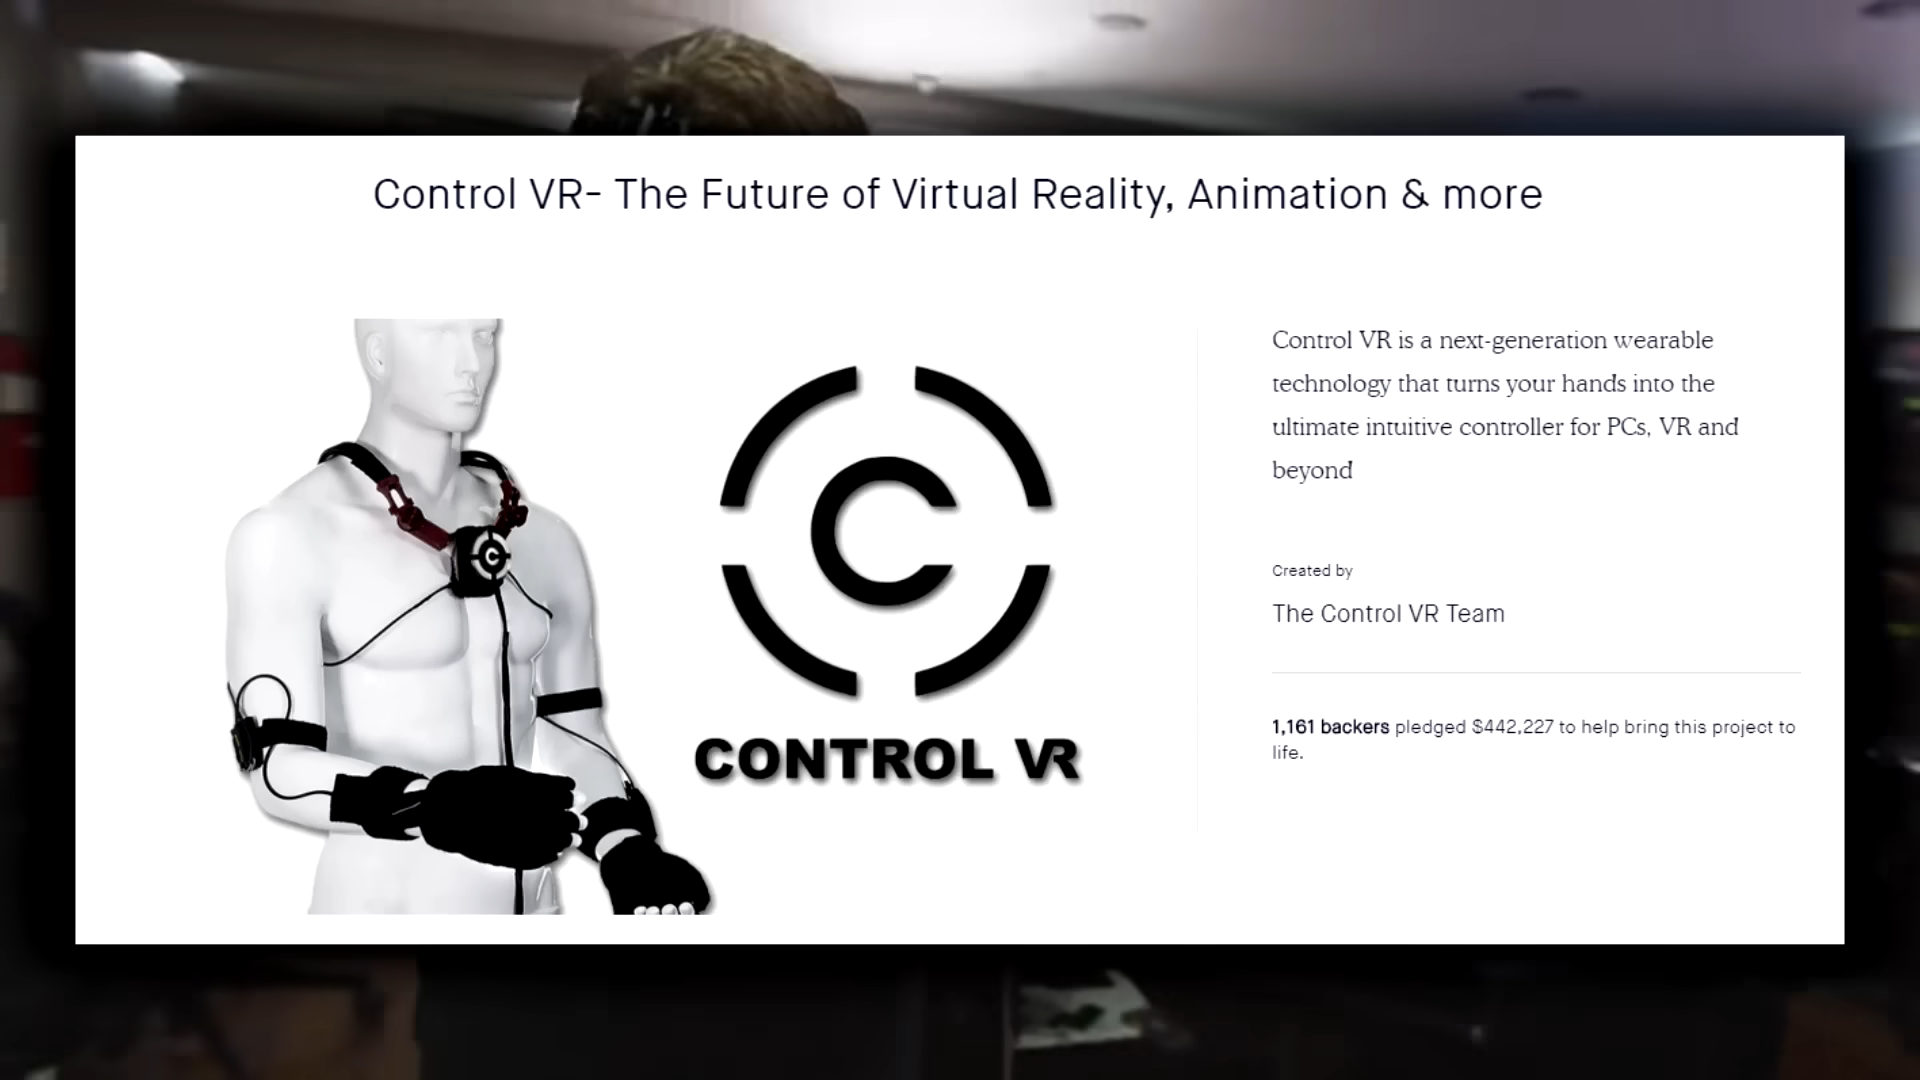 Control VR- The Future of Virtual Reality, Animation & more
Control VR is a next-generation wearable
technology that turns your hands into the
ultimate intuitive controller for PCs, VR and
beyond
Created by
The Control VR Team
1,161 backers pledged $442,227 to help bring this project to
life.
C
CONTROL VR